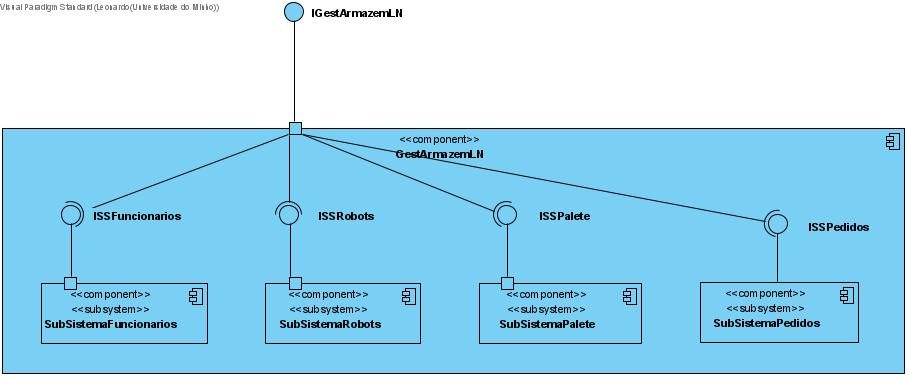 Visual Paradigm Standard(Leonardo(Universidade do Minho))
IGestArmazemLN
<<component>>
GestArmazemLN
ISSFuncionarios
ISSRobots
ISSPalete
ISSPedidos
<<component>>
<<subsystem>>
SubSistemaFuncionarios
<<component>>
<<subsystem>>
SubSistemaRobots
<<component>>
<<subsystem>>
SubSistemaPalete
<<component>>
<<subsystem>>
SubSistemaPedidos